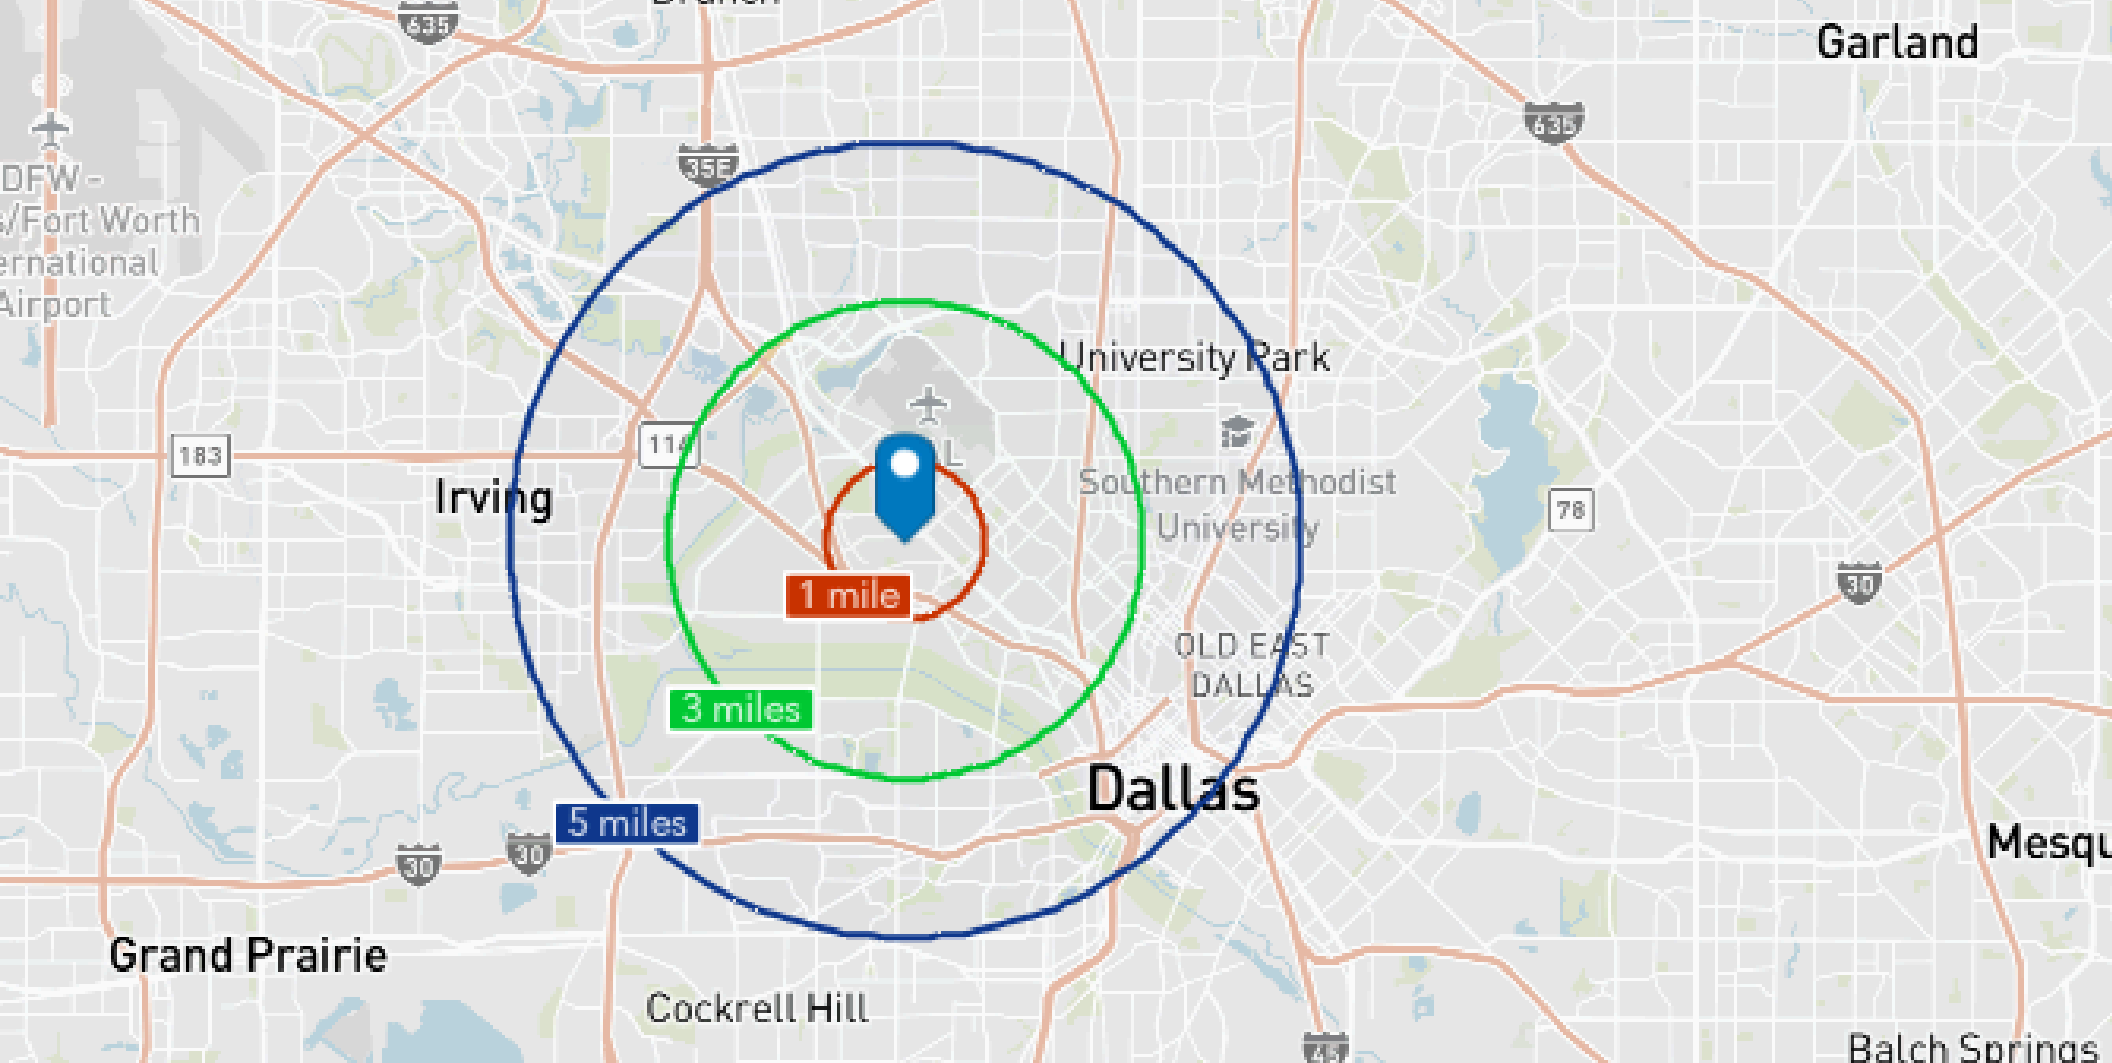 Branch
635
Garland
635
35E
DFW -
s/Fort Worth
ernational
Airport
University Park
114
183
Irving
L
Southern Methodist
University
78
30
1 mile
OLD EAST
DALLAS
3 miles
Dallas
5 miles
30
30
Mesqu
Grand Prairie
Cockrell Hill
45
Balch Springs